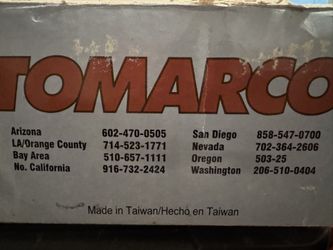 TOMARCO
Arizona 602-470-0505
LA/Orange County 714-523-1771
Bay Area 510-657-1111
No. California 916-732-2424
San Diego 858-547-0700
Nevada 702-364-2606
Oregon 503-25
Washington 206-510-0404
Made in Taiwan/Hecho en Taiwan